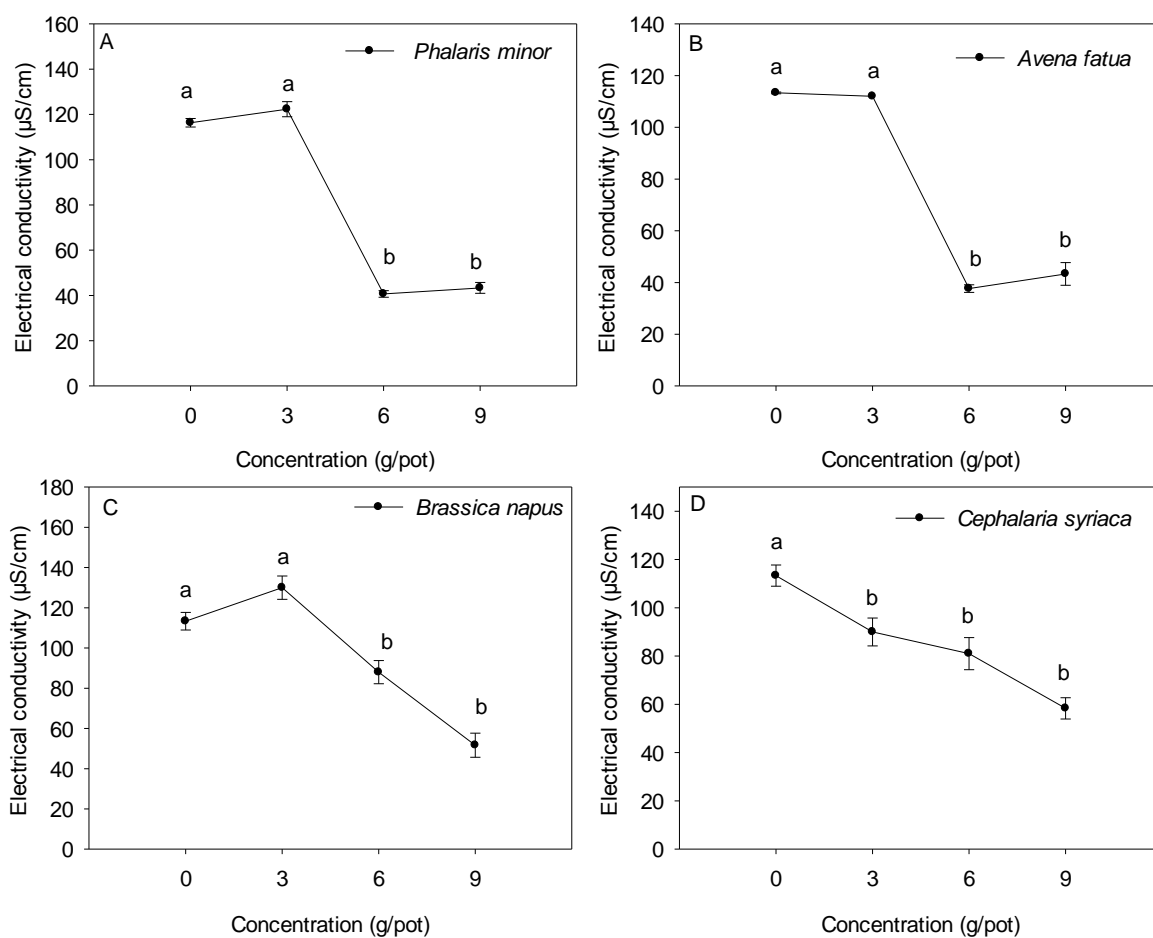 A
Phalaris minor
Electrical conductivity (µS/cm)
160
140
120
100
80
60
40
20
0
a
a
b
b
0 3 6 9
Concentration (g/pot)
B
Avena fatua
Electrical conductivity (µS/cm)
140
120
100
80
60
40
20
0
a
a
b
b
0 3 6 9
Concentration (g/pot)
C
Brassica napus
Electrical conductivity (µS/cm)
180
160
140
120
100
80
60
40
20
0
a
a
b
b
0 3 6 9
Concentration (g/pot)
D
Cephalaria syriaca
Electrical conductivity (µS/cm)
140
120
100
80
60
40
20
0
a
b
b
b
0 3 6 9
Concentration (g/pot)